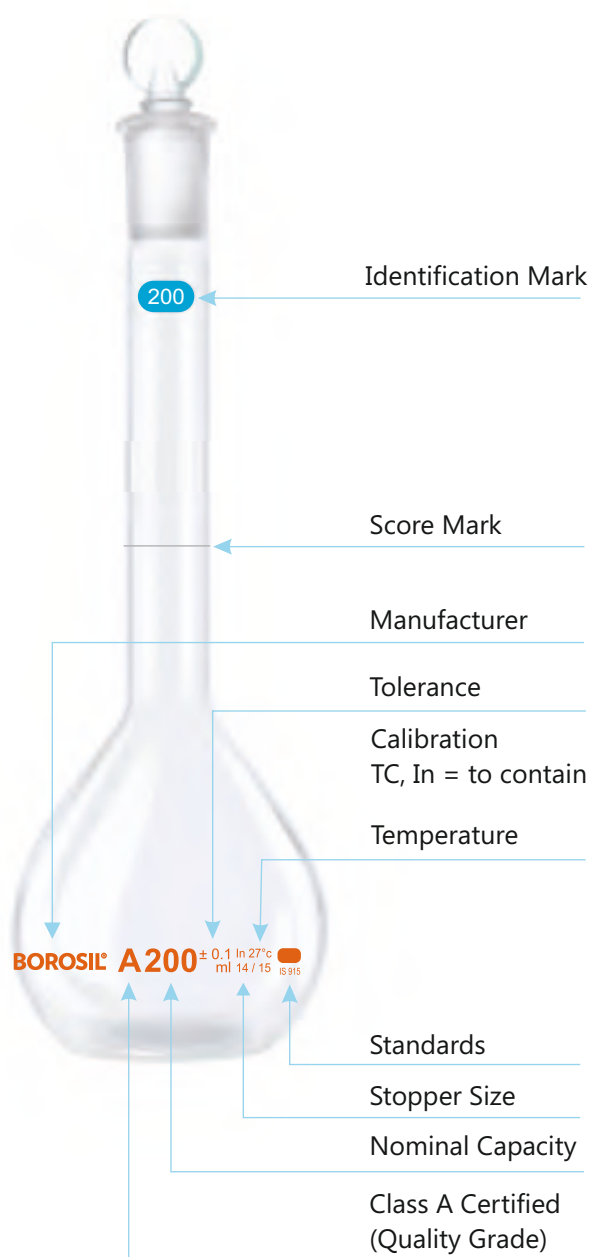 200
Identification Mark
Score Mark
Manufacturer
Tolerance
Calibration
TC, In = to contain
Temperature
BOROSIL® A 200 ± 0.1 ml In 27°c
14 / 15
IS 915
Standards
Stopper Size
Nominal Capacity
Class A Certified
(Quality Grade)